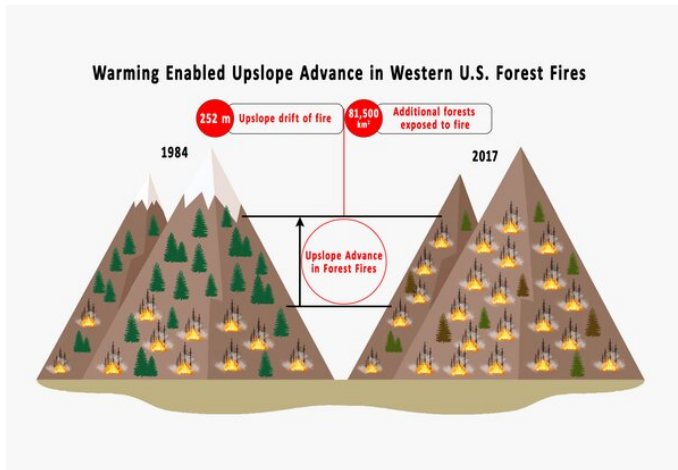 Warming Enabled Upslope Advance in Western U.S. Forest Fires
252 m
Upslope drift of fire
81,500
km²
Additional forests
exposed to fire
1984
2017
Upslope Advance
in Forest Fires